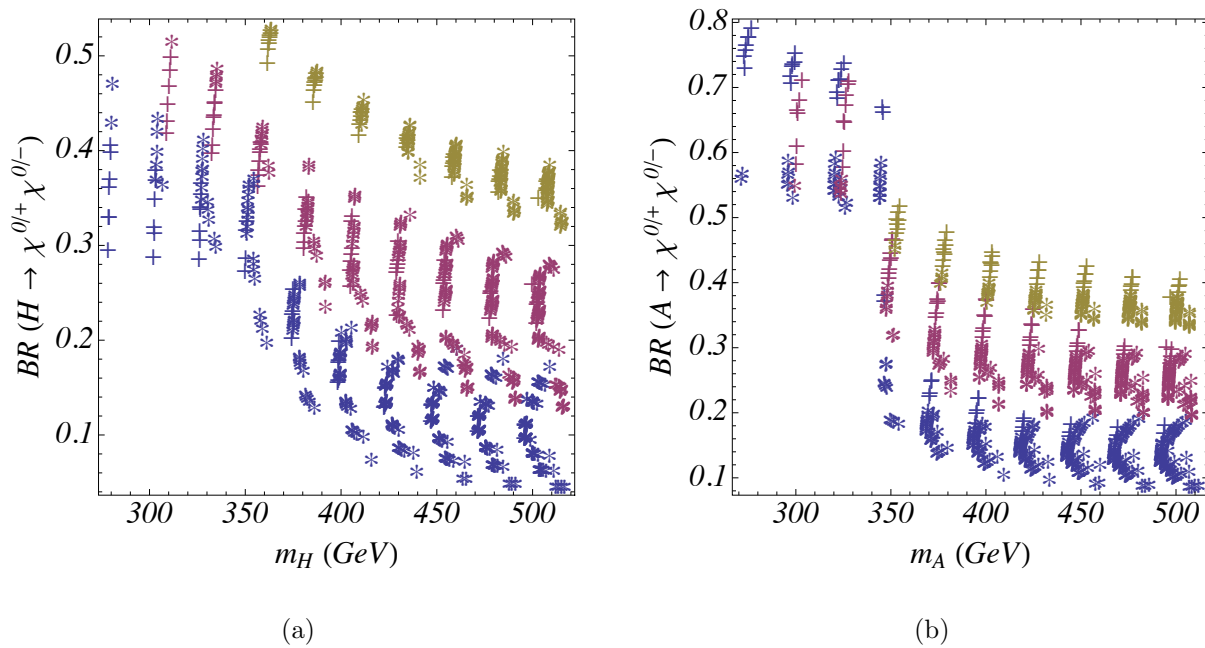 0.5
0.4
0.3
0.2
0.1
BR (H → χ^{0/+} χ^{0/−})
300 350 400 450 500
m_H (GeV)
(a)
0.8
0.7
0.6
0.5
0.4
0.3
0.2
0.1
BR (A → χ^{0/+} χ^{0/−})
300 350 400 450 500
m_A (GeV)
(b)